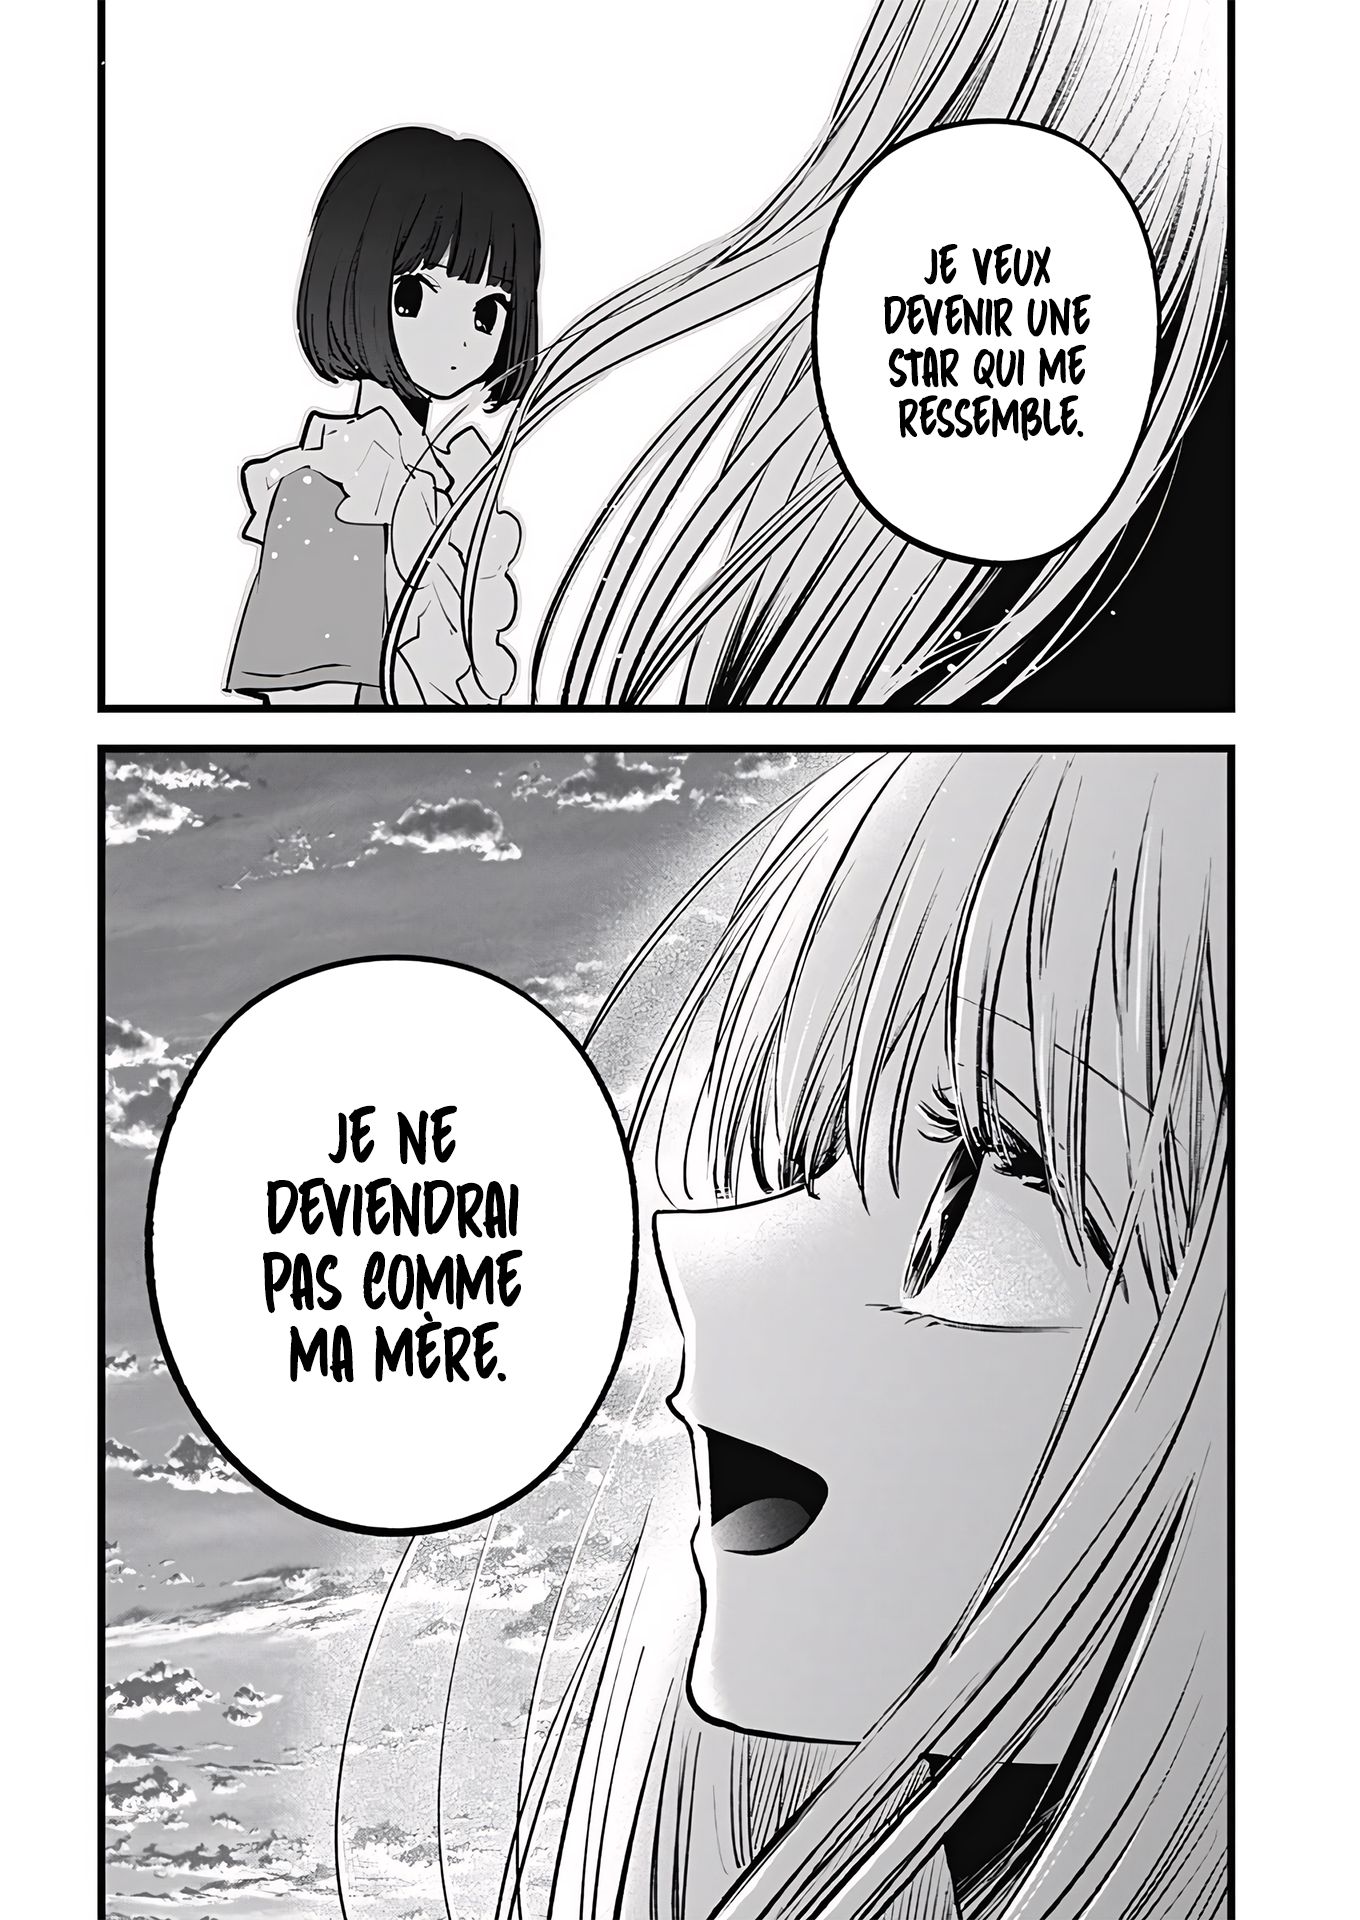 JE VEUX
DEVENIR UNE
STAR QUI ME
RESSEMBLE.
JE NE
DEVIENDRAI
PAS COMME
MA MÈRE.